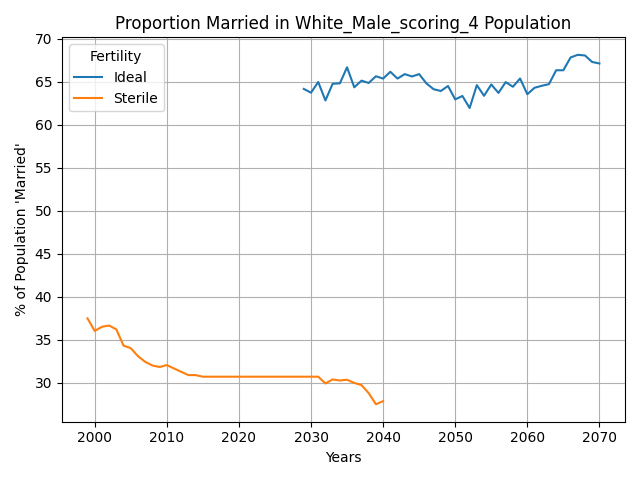 Proportion Married in White_Male_scoring_4 Population
% of Population 'Married'
70
65
60
55
50
45
40
35
30
Fertility
Ideal
Sterile
2000 2010 2020 2030 2040 2050 2060 2070
Years